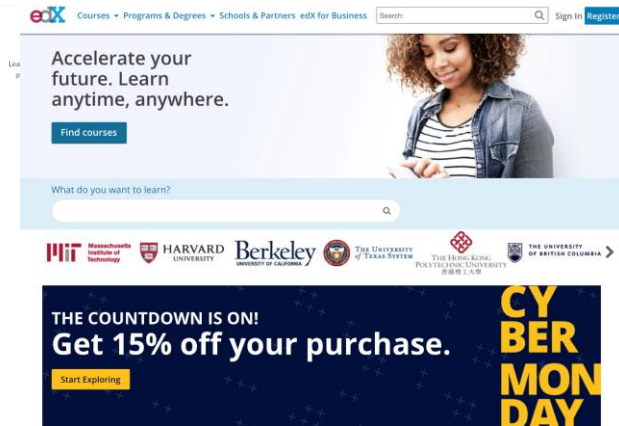 edX Courses Programs & Degrees Schools & Partners edX for Business Search: Sign In Register
Lea
p
Accelerate your
future. Learn
anytime, anywhere.
Find courses
What do you want to learn?
Massachusetts
Institute of
Technology
HARVARD
UNIVERSITY
Berkeley
UNIVERSITY OF CALIFORNIA
THE UNIVERSITY
of TEXAS SYSTEM
THE HONG KONG
POLYTECHNIC UNIVERSITY
香港理工大學
THE UNIVERSITY
OF BRITISH COLUMBIA
THE COUNTDOWN IS ON!
Get 15% off your purchase.
Start Exploring
CY
BER
MON
DAY